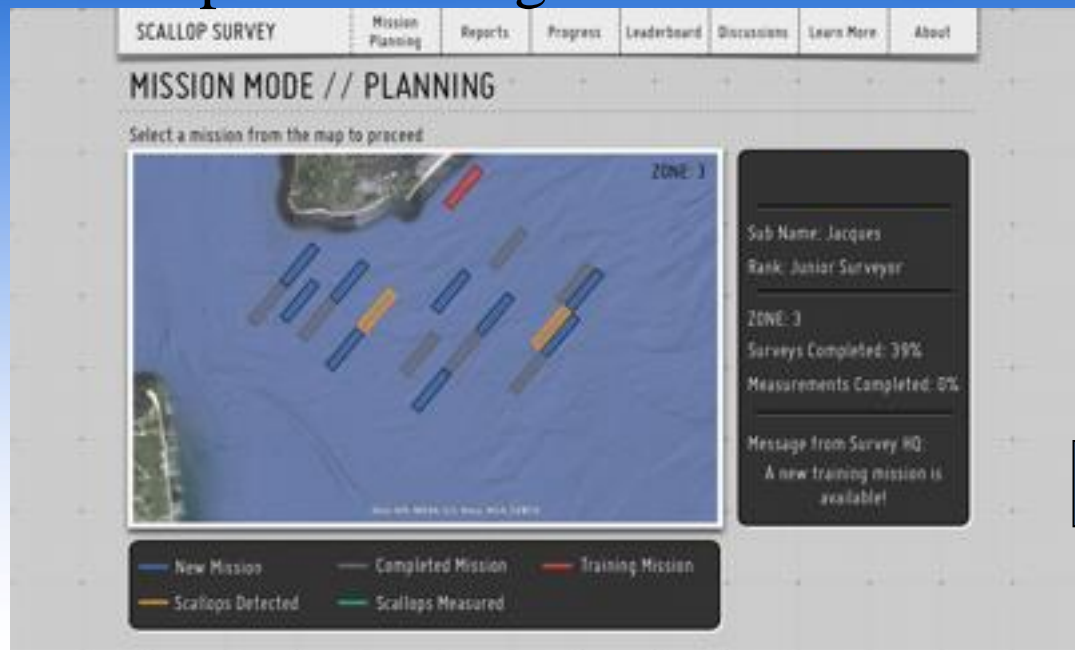 SCALLOP SURVEY
Mission Planning
Reports
Progress
Leaderboard
Discussions
Learn More
About
MISSION MODE // PLANNING
Select a mission from the map to proceed
ZONE: 3
Sub Name: Jacques
Rank: Junior Surveyor
ZONE: 3
Surveys Completed: 39%
Measurements Completed: 0%
Message from Survey HQ:
A new training mission is
available!
New Mission
Completed Mission
Training Mission
Scallops Detected
Scallops Measured